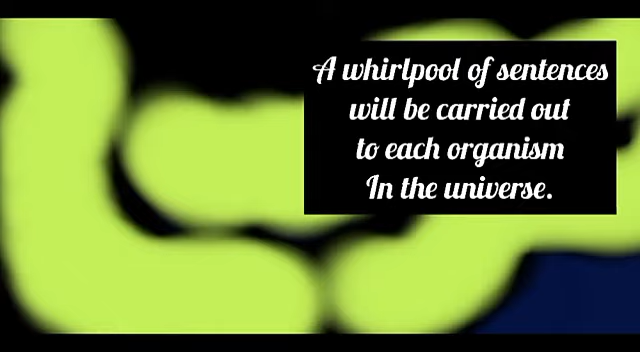 A whirlpool of sentences
will be carried out
to each organism
In the universe.